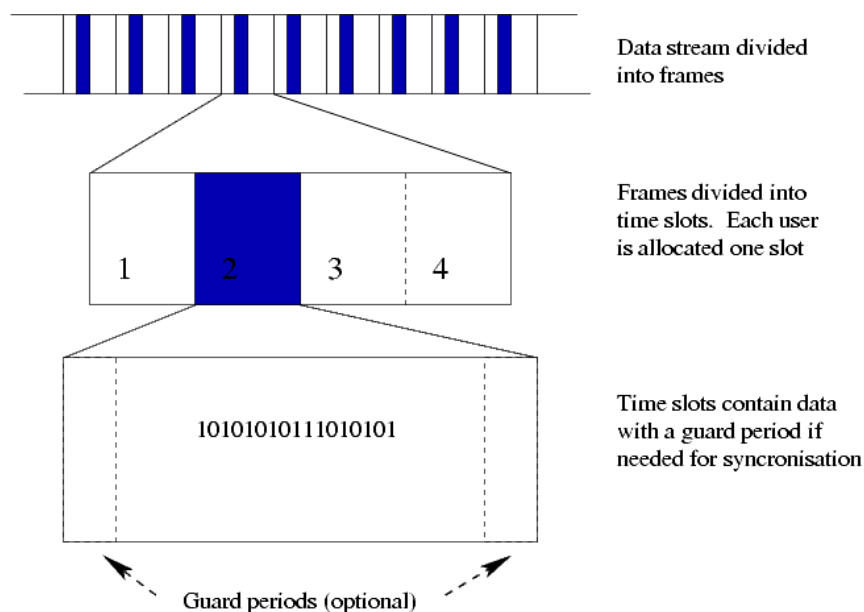 Data stream divided
into frames
Frames divided into
time slots.  Each user
is allocated one slot
1 2 3 4
Time slots contain data
with a guard period if
needed for syncronisation
10101010111010101
Guard periods (optional)